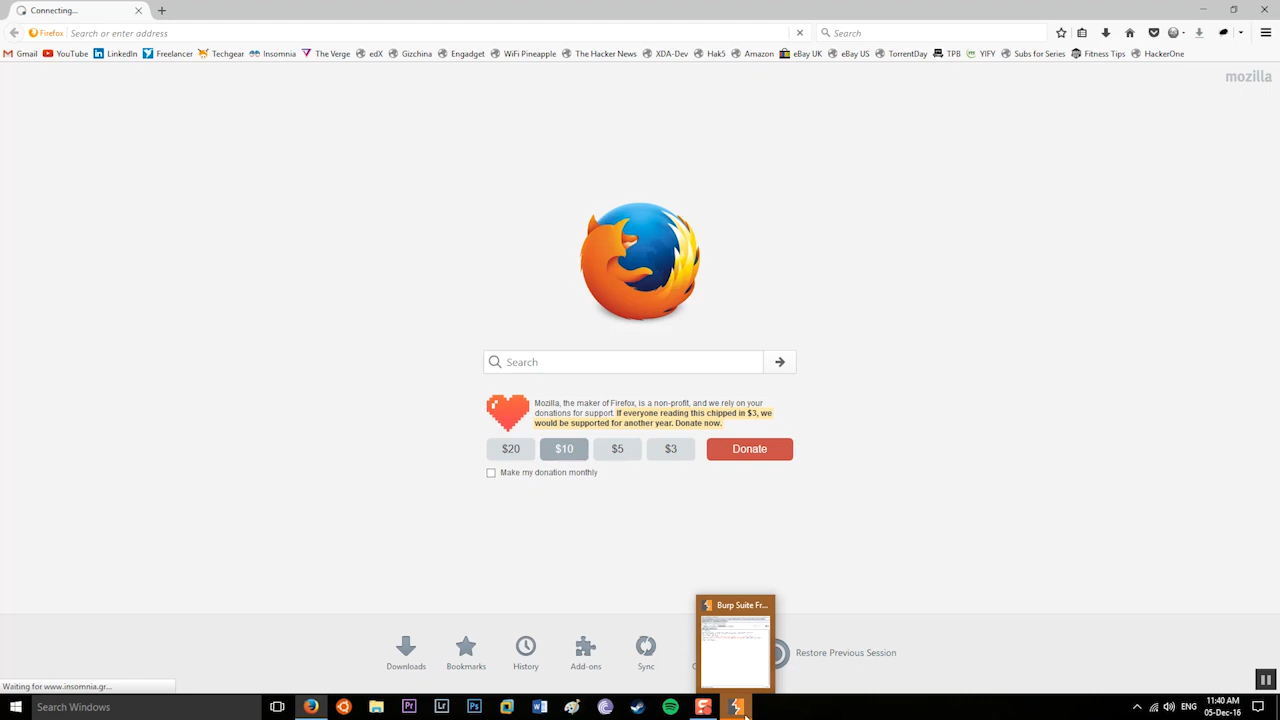 Connecting...
Firefox
Search or enter address
Search
Gmail
YouTube
LinkedIn
Freelancer
Techgear
Insomnia
The Verge
edX
Gizchina
Engadget
WiFi Pineapple
The Hacker News
XDA-Dev
Hak5
Amazon
eBay UK
eBay US
TorrentDay
TPB
YIFY
Subs for Series
Fitness Tips
HackerOne
mozilla
Search
Mozilla, the maker of Firefox, is a non-profit, and we rely on your
donations for support. If everyone reading this chipped in $3, we
would be supported for another year. Donate now.
$20
$10
$5
$3
Donate
Make my donation monthly
Burp Suite Fr...
Downloads
Bookmarks
History
Add-ons
Sync
Restore Previous Session
Waiting for www.insomnia.gr...
Search Windows
ENG
11:40 AM
05-Dec-16